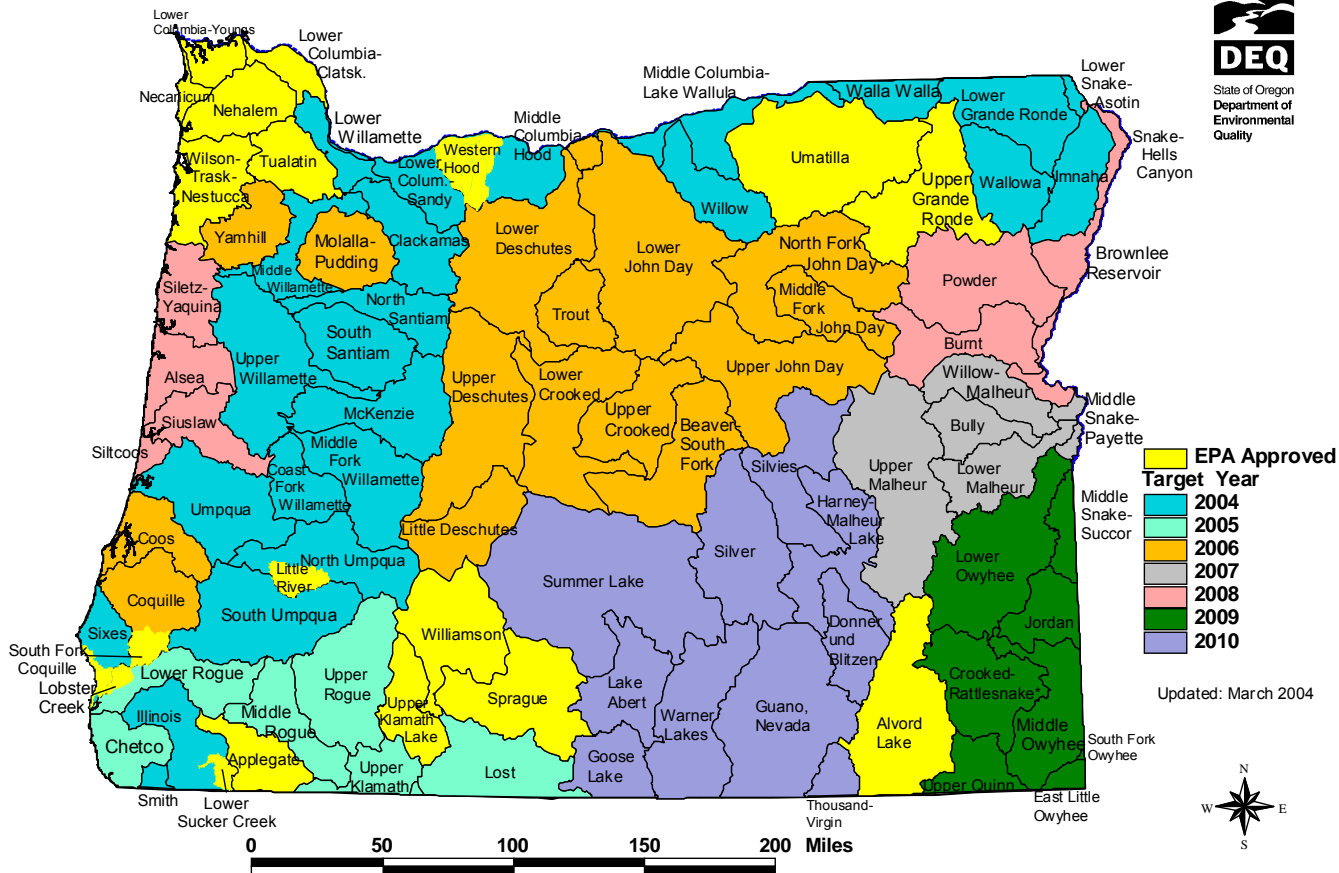 Lower
Columbia-Youngs
Lower
Columbia-
Clatsk.
Necanicum
Nehalem
Lower
Willamette
Wilson-
Trask-
Nestucca
Tualatin
Middle
Columbia-
Hood
Western
Hood
Lower
Colum.-
Sandy
Middle Columbia-
Lake Wallula
Walla Walla
Lower
Grande Ronde
Lower
Snake-
Asotin
Snake-
Hells
Canyon
DEQ
State of Oregon
Department of
Environmental
Quality
Umatilla
Upper
Grande
Ronde
Wallowa
Imnaha
Willow
Yamhill
Molalla-
Pudding
Clackamas
Lower
Deschutes
Lower
John Day
North Fork
John Day
Brownlee
Reservoir
Powder
Middle
Willamette
Siletz-
Yaquina
North
Santiam
South
Santiam
Trout
Middle
Fork
John Day
Burnt
Upper
Willamette
Alsea
Upper
Deschutes
Lower
Crooked
Upper John Day
Willow-
Malheur
Siuslaw
McKenzie
Upper
Crooked
Beaver-
South
Fork
Bully
Middle
Snake-
Payette
Siltcoos
Middle
Fork
Willamette
Coast
Fork
Willamette
Silvies
Upper
Malheur
Lower
Malheur
EPA Approved
Target Year
2004
2005
2006
2007
2008
2009
2010
Updated: March 2004
Middle
Snake-
Succor
Umpqua
Harney-
Malheur
Lake
Coos
Little Deschutes
North Umpqua
Little
River
Silver
Summer Lake
Lower
Owyhee
Coquille
South Umpqua
Sixes
Williamson
Donner
und
Blitzen
Jordan
South Fork
Coquille
Lobster
Creek
Lower Rogue
Upper
Rogue
Sprague
Lake
Abert
Crooked-
Rattlesnake*
Illinois
Middle
Rogue
Upper
Klamath
Lake
Warner
Lakes
Guano,
Nevada
Alvord
Lake
Middle
Owyhee
South Fork
Owyhee
Chetco
Applegate
Upper
Klamath
Lost
Goose
Lake
Upper Quinn
East Little
Owyhee
Smith
Lower
Sucker Creek
Thousand-
Virgin
N
W E
S
0 50 100 150 200 Miles